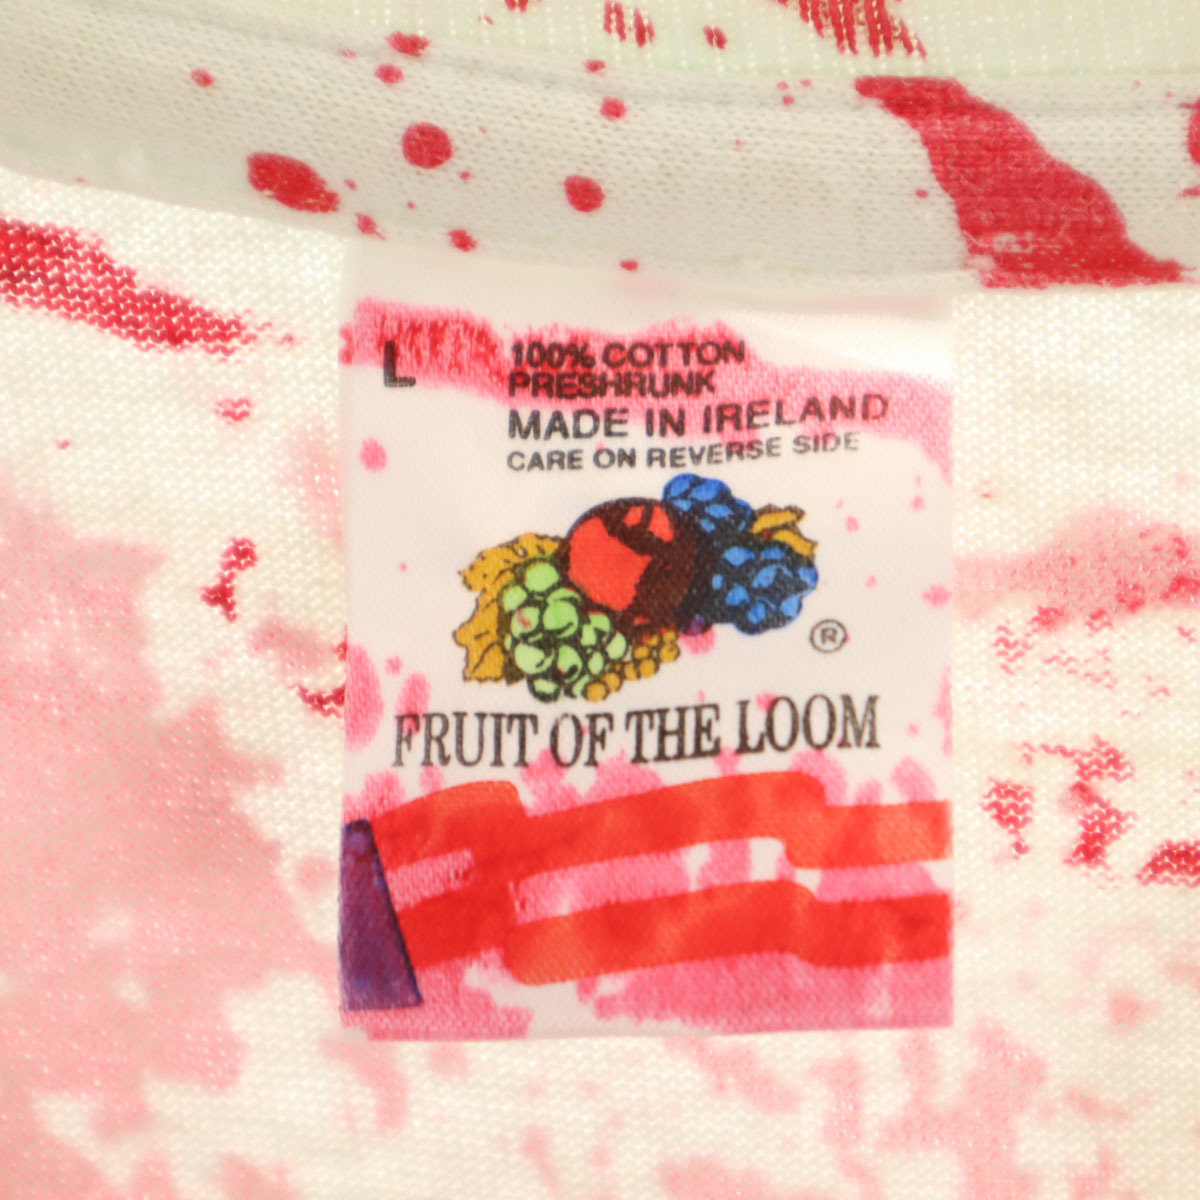 L
100% COTTON
PRESHRUNK
MADE IN IRELAND
CARE ON REVERSE SIDE
®
FRUIT OF THE LOOM